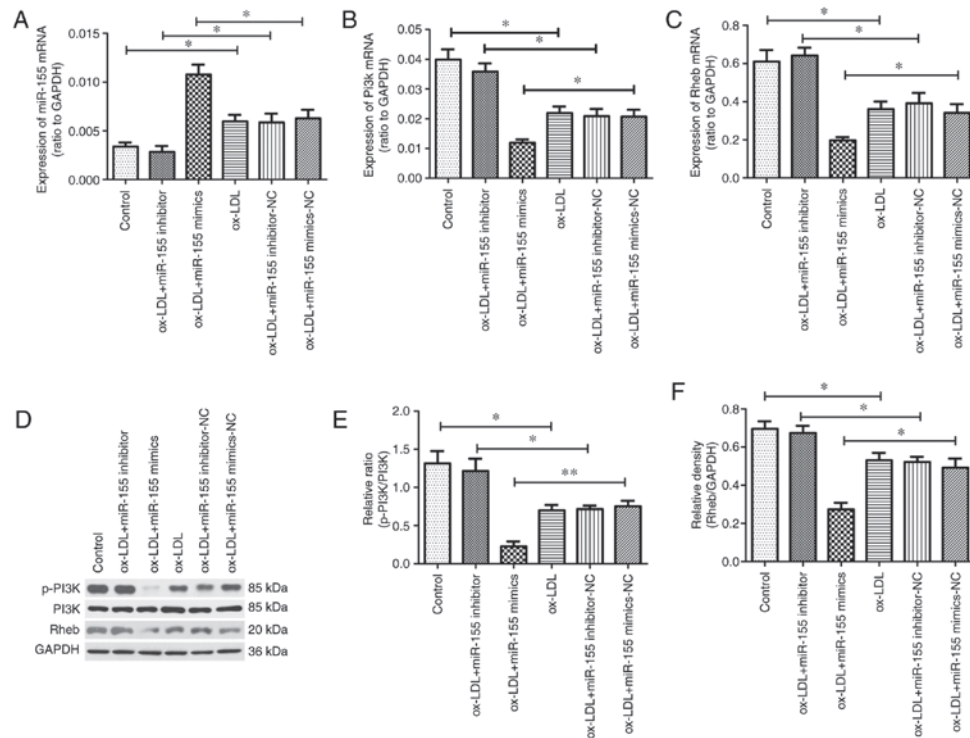 A
Expression of miR-155 mRNA
(ratio to GAPDH)
0.015
0.010
0.005
0.000
*
*
*
Control
ox-LDL+miR-155 inhibitor
ox-LDL+miR-155 mimics
ox-LDL
ox-LDL+miR-155 inhibitor-NC
ox-LDL+miR-155 mimics-NC
B
Expression of Pi3k mRNA
(ratio to GAPDH)
0.05
0.04
0.03
0.02
0.01
0.00
*
*
*
Control
ox-LDL+miR-155 inhibitor
ox-LDL+miR-155 mimics
ox-LDL
ox-LDL+miR-155 inhibitor-NC
ox-LDL+miR-155 mimics-NC
C
Expression of Rheb mRNA
(ratio to GAPDH)
0.8
0.6
0.4
0.2
0.0
*
*
*
Control
ox-LDL+miR-155 inhibitor
ox-LDL+miR-155 mimics
ox-LDL
ox-LDL+miR-155 inhibitor-NC
ox-LDL+miR-155 mimics-NC
D
Control
ox-LDL+miR-155 inhibitor
ox-LDL+miR-155 mimics
ox-LDL
ox-LDL+miR-155 inhibitor-NC
ox-LDL+miR-155 mimics-NC
p-PI3K 85 kDa
PI3K 85 kDa
Rheb 20 kDa
GAPDH 36 kDa
E
Relative ratio
(p-PI3K/PI3K)
2.0
1.5
1.0
0.5
0.0
*
*
**
Control
ox-LDL+miR-155 inhibitor
ox-LDL+miR-155 mimics
ox-LDL
ox-LDL+miR-155 inhibitor-NC
ox-LDL+miR-155 mimics-NC
F
Relative density
(Rheb/GAPDH)
0.8
0.6
0.4
0.2
0.0
*
*
*
Control
ox-LDL+miR-155 inhibitor
ox-LDL+miR-155 mimics
ox-LDL
ox-LDL+miR-155 inhibitor-NC
ox-LDL+miR-155 mimics-NC